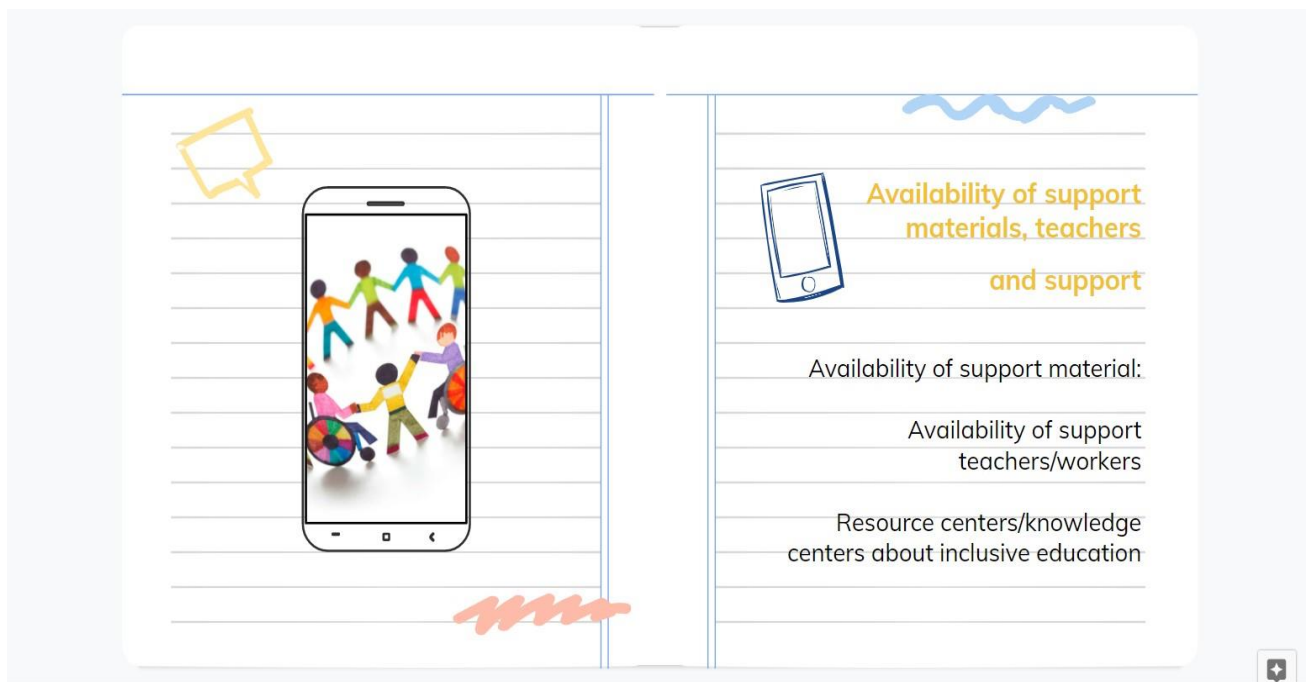 Availability of support
materials, teachers
and support
Availability of support material:
Availability of support
teachers/workers
Resource centers/knowledge
centers about inclusive education